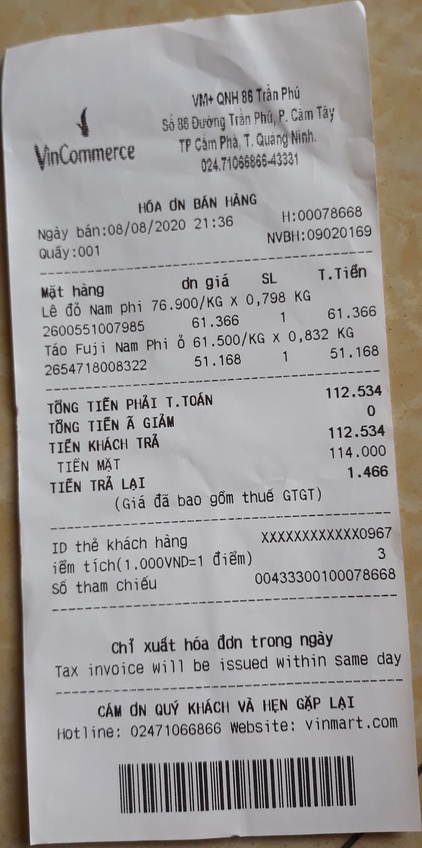 VinCommerce
VM+ QNH 86 Trần Phú
Số 86 Đường Trần Phú, P. Cẩm Tây
TP Cẩm Phả, T. Quảng Ninh.
024.71066866-43331
HÓA ƠN BÁN HÀNG
Ngày bán:08/08/2020 21:36 H:00078668
Quầy:001 NVBH:09020169
Mặt hàng ơn giá SL T.Tiền
Lê đỏ Nam phi 76.900/KG X 0,798 KG
2600551007985 61.366 1 61.366
Táo Fuji Nam Phi ỏ 61.500/KG X 0,832 KG
2654718008322 51.168 1 51.168
TỔNG TIỀN PHẢI T.TOÁN 112.534
TỔNG TIỀN Ã GIẢM 0
TIỀN KHÁCH TRẢ 112.534
TIỀN MẶT 114.000
TIỀN TRẢ LẠI 1.466
(Giá đã bao gồm thuế GTGT)
ID thẻ khách hàng XXXXXXXXXXXX0967
iểm tích(1.000VND=1 điểm) 3
Số tham chiếu 00433300100078668
Chỉ xuất hóa đơn trong ngày
Tax invoice will be issued within same day
CÁM ƠN QUÝ KHÁCH VÀ HẸN GẶP LẠI
Hotline: 02471066866 Website: vinmart.com